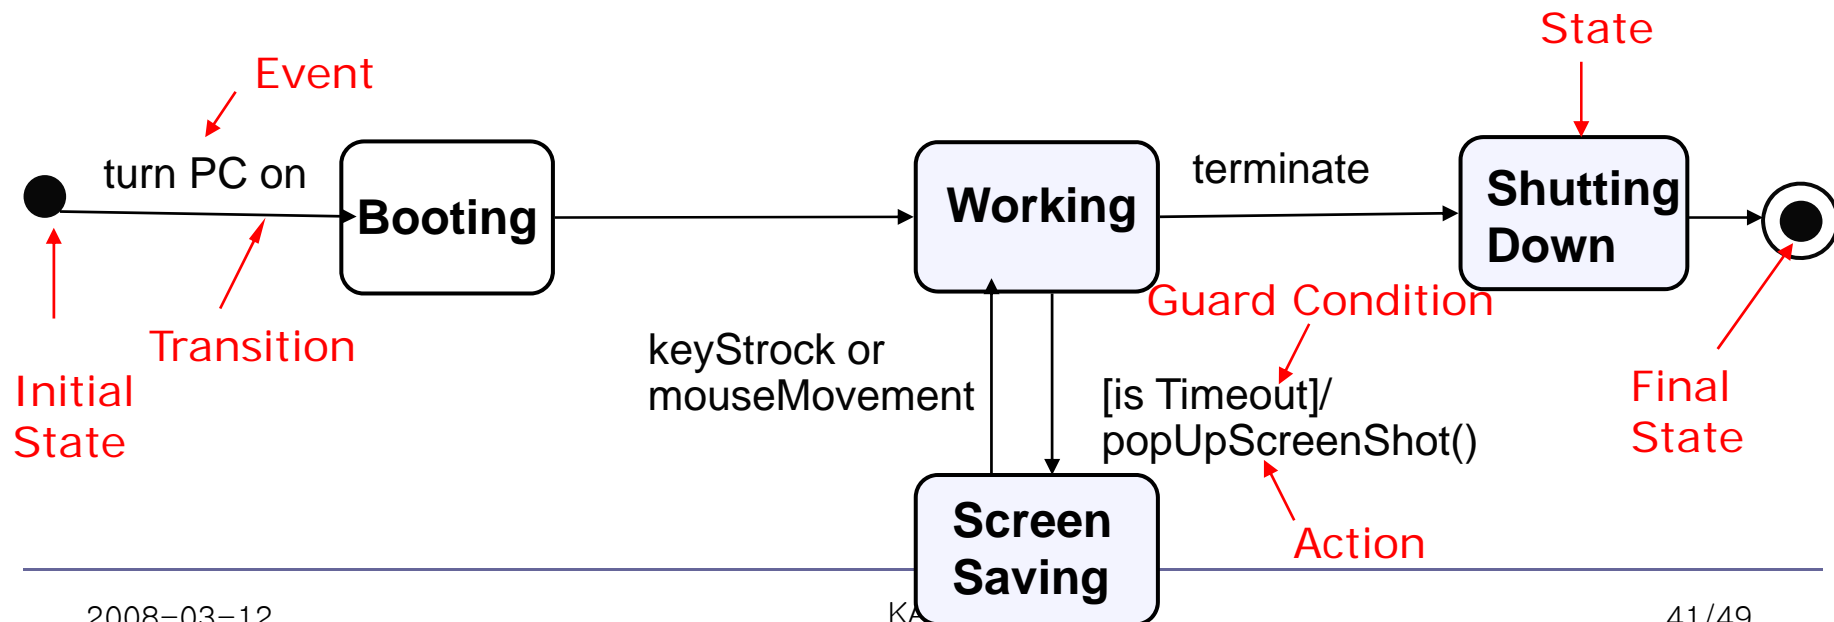 State
Event
turn PC on
Booting
Working
terminate
Shutting
Down
Guard Condition
Transition
keyStrock or
mouseMovement
[is Timeout]/
popUpScreenShot()
Initial
State
Final
State
Screen
Saving
Action
2008-03-12
41/49